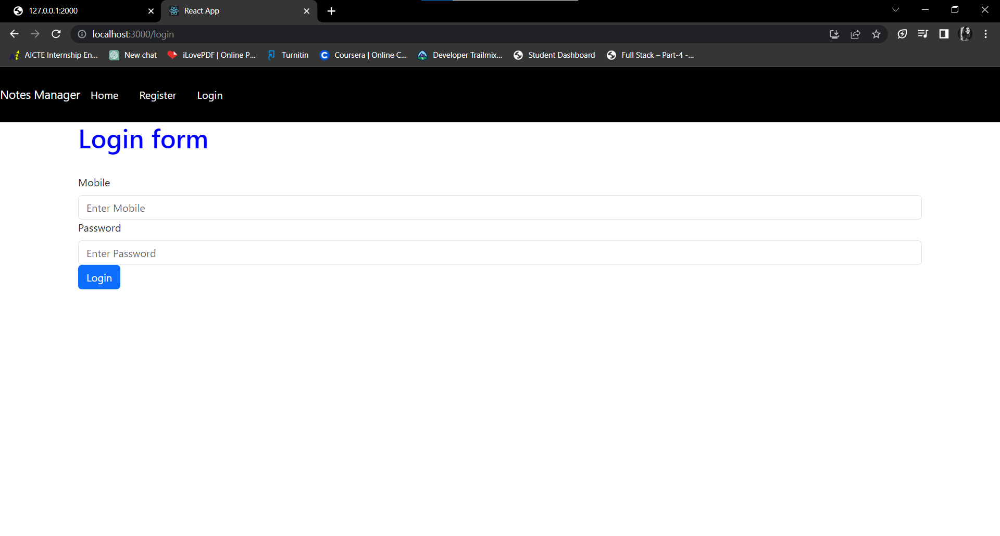 127.0.0.1:2000
React App
localhost:3000/login
AICTE Internship En...
New chat
iLovePDF | Online P...
Turnitin
Coursera | Online C...
Developer Trailmix...
Student Dashboard
Full Stack – Part-4 -...
Notes Manager
Home
Register
Login
Login form
Mobile
Enter Mobile
Password
Enter Password
Login